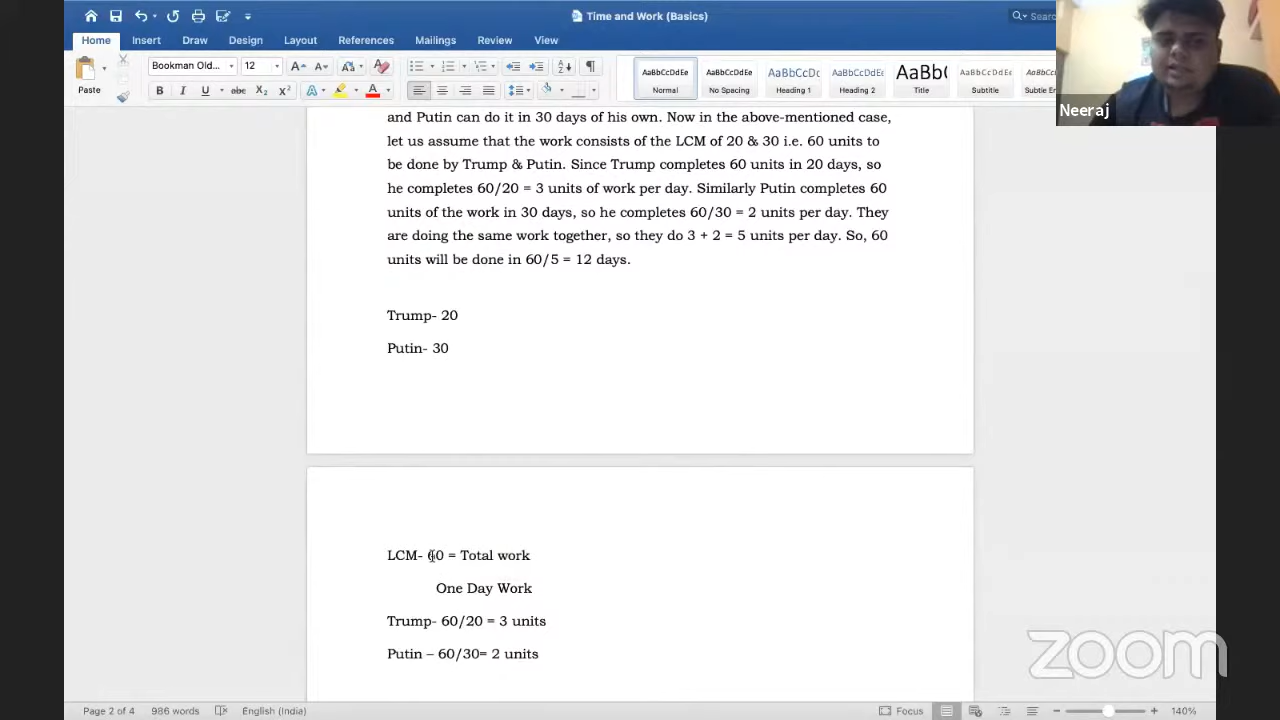 Time and Work (Basics)
Home Insert Draw Design Layout References Mailings Review View
Paste
Bookman Old... 12
AaBbCcDdEe AaBbCcDdEe AaBbCcDc AaBbCcDdEe AaBb( AaBbCcDdEe
Normal No Spacing Heading 1 Heading 2 Title Subtitle
Neeraj
and Putin can do it in 30 days of his own. Now in the above-mentioned case,
let us assume that the work consists of the LCM of 20 & 30 i.e. 60 units to
be done by Trump & Putin. Since Trump completes 60 units in 20 days, so
he completes 60/20 = 3 units of work per day. Similarly Putin completes 60
units of the work in 30 days, so he completes 60/30 = 2 units per day. They
are doing the same work together, so they do 3 + 2 = 5 units per day. So, 60
units will be done in 60/5 = 12 days.
Trump- 20
Putin- 30
LCM- 60 = Total work
One Day Work
Trump- 60/20 = 3 units
Putin – 60/30= 2 units
zoom
Page 2 of 4 986 words English (India) Focus 140%